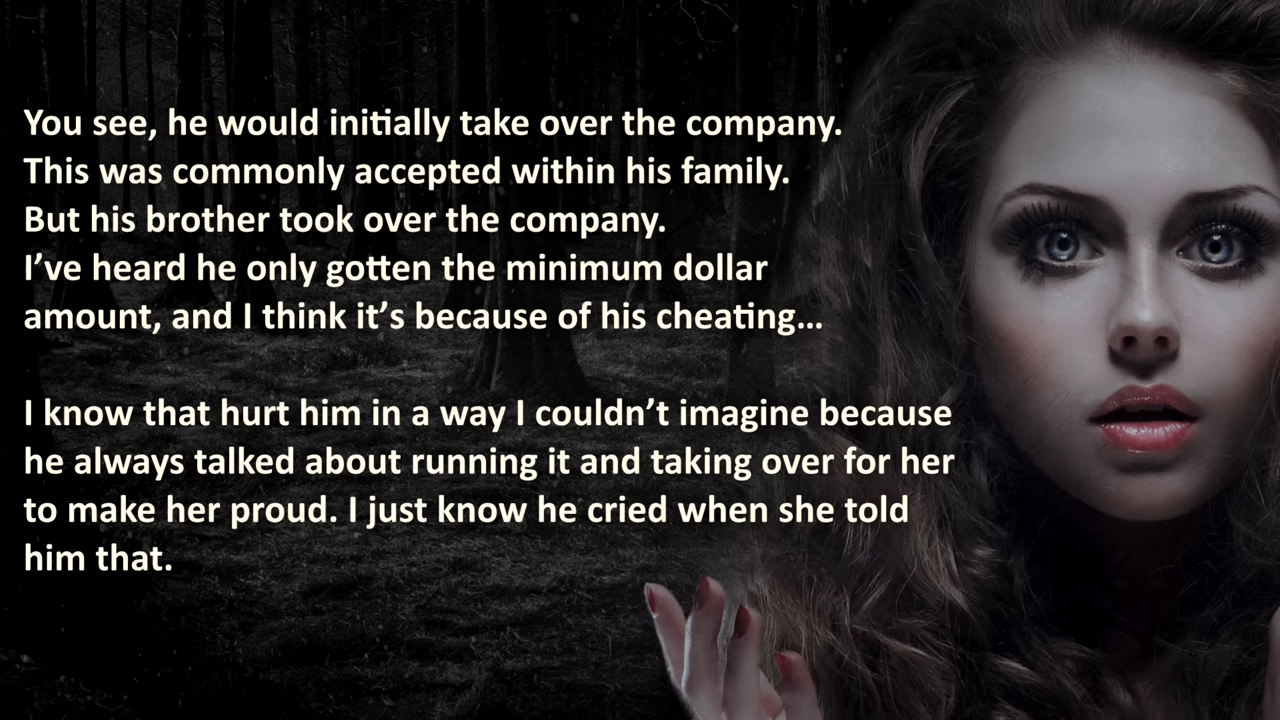 You see, he would initially take over the company.
This was commonly accepted within his family.
But his brother took over the company.
I’ve heard he only gotten the minimum dollar
amount, and I think it’s because of his cheating…
I know that hurt him in a way I couldn’t imagine because
he always talked about running it and taking over for her
to make her proud. I just know he cried when she told
him that.